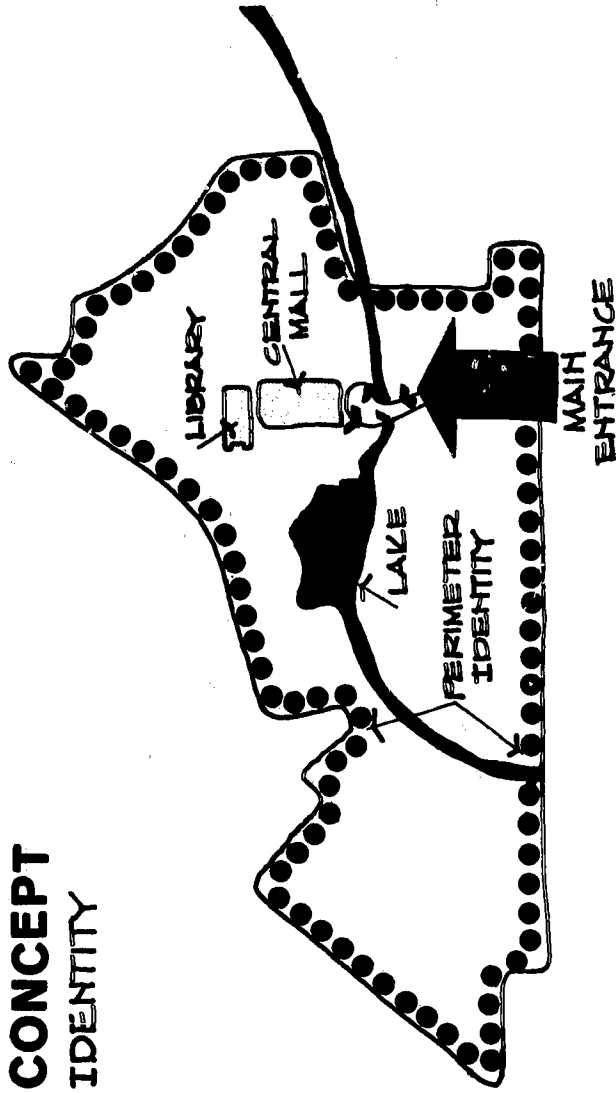 CONCEPT
IDENTITY
LIBRARY
CENTRAL
MALL
LAKE
PERIMETER
IDENTITY
MAIN
ENTRANCE